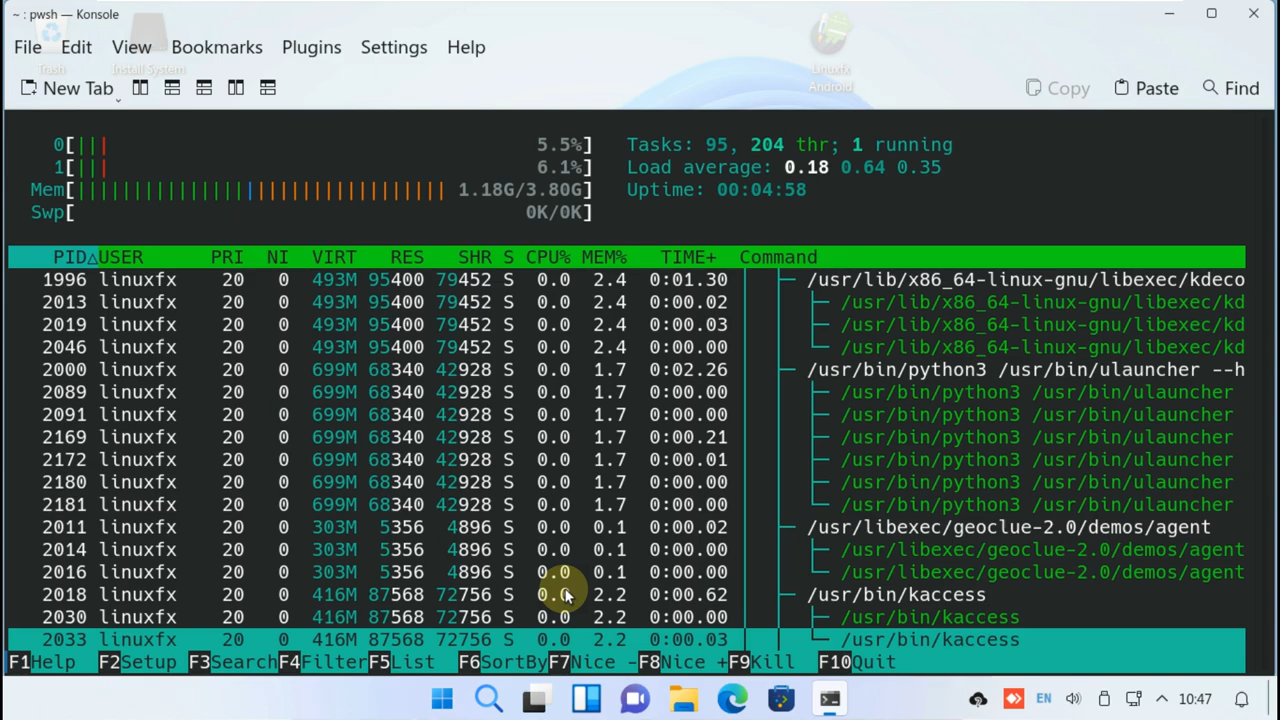 ~ : pwsh — Konsole
File Edit View Bookmarks Plugins Settings Help
Trash
Install System
Linuxfx
Android
New Tab
Copy Paste Find
0[||| 5.5%] Tasks: 95, 204 thr; 1 running
1[||| 6.1%] Load average: 0.18 0.64 0.35
Mem[||||||||||||||||||||||||||||||||| 1.18G/3.80G] Uptime: 00:04:58
Swp[ 0K/0K]
PID△USER PRI NI VIRT RES SHR S CPU% MEM% TIME+ Command
1996 linuxfx 20 0 493M 95400 79452 S 0.0 2.4 0:01.30 /usr/lib/x86_64-linux-gnu/libexec/kdeco
2013 linuxfx 20 0 493M 95400 79452 S 0.0 2.4 0:00.02 /usr/lib/x86_64-linux-gnu/libexec/kd
2019 linuxfx 20 0 493M 95400 79452 S 0.0 2.4 0:00.03 /usr/lib/x86_64-linux-gnu/libexec/kd
2046 linuxfx 20 0 493M 95400 79452 S 0.0 2.4 0:00.00 /usr/lib/x86_64-linux-gnu/libexec/kd
2000 linuxfx 20 0 699M 68340 42928 S 0.0 1.7 0:02.26 /usr/bin/python3 /usr/bin/ulauncher --h
2089 linuxfx 20 0 699M 68340 42928 S 0.0 1.7 0:00.00 /usr/bin/python3 /usr/bin/ulauncher
2091 linuxfx 20 0 699M 68340 42928 S 0.0 1.7 0:00.00 /usr/bin/python3 /usr/bin/ulauncher
2169 linuxfx 20 0 699M 68340 42928 S 0.0 1.7 0:00.21 /usr/bin/python3 /usr/bin/ulauncher
2172 linuxfx 20 0 699M 68340 42928 S 0.0 1.7 0:00.01 /usr/bin/python3 /usr/bin/ulauncher
2180 linuxfx 20 0 699M 68340 42928 S 0.0 1.7 0:00.00 /usr/bin/python3 /usr/bin/ulauncher
2181 linuxfx 20 0 699M 68340 42928 S 0.0 1.7 0:00.00 /usr/bin/python3 /usr/bin/ulauncher
2011 linuxfx 20 0 303M 5356 4896 S 0.0 0.1 0:00.02 /usr/libexec/geoclue-2.0/demos/agent
2014 linuxfx 20 0 303M 5356 4896 S 0.0 0.1 0:00.00 /usr/libexec/geoclue-2.0/demos/agent
2016 linuxfx 20 0 303M 5356 4896 S 0.0 0.1 0:00.00 /usr/libexec/geoclue-2.0/demos/agent
2018 linuxfx 20 0 416M 87568 72756 S 0.0 2.2 0:00.62 /usr/bin/kaccess
2030 linuxfx 20 0 416M 87568 72756 S 0.0 2.2 0:00.00 /usr/bin/kaccess
2033 linuxfx 20 0 416M 87568 72756 S 0.0 2.2 0:00.03 /usr/bin/kaccess
F1Help F2Setup F3SearchF4FilterF5List F6SortByF7Nice -F8Nice +F9Kill F10Quit
EN 10:47